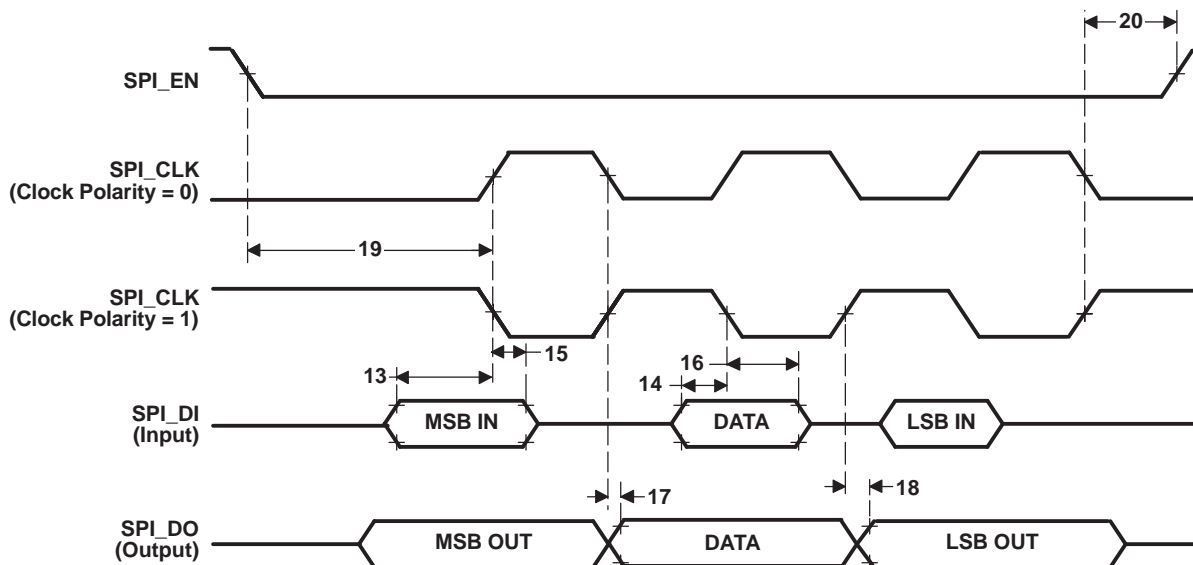 20
SPI_EN
SPI_CLK
(Clock Polarity = 0)
19
SPI_CLK
(Clock Polarity = 1)
15
16
13
14
SPI_DI
(Input)
MSB IN
DATA
LSB IN
17
18
SPI_DO
(Output)
MSB OUT
DATA
LSB OUT